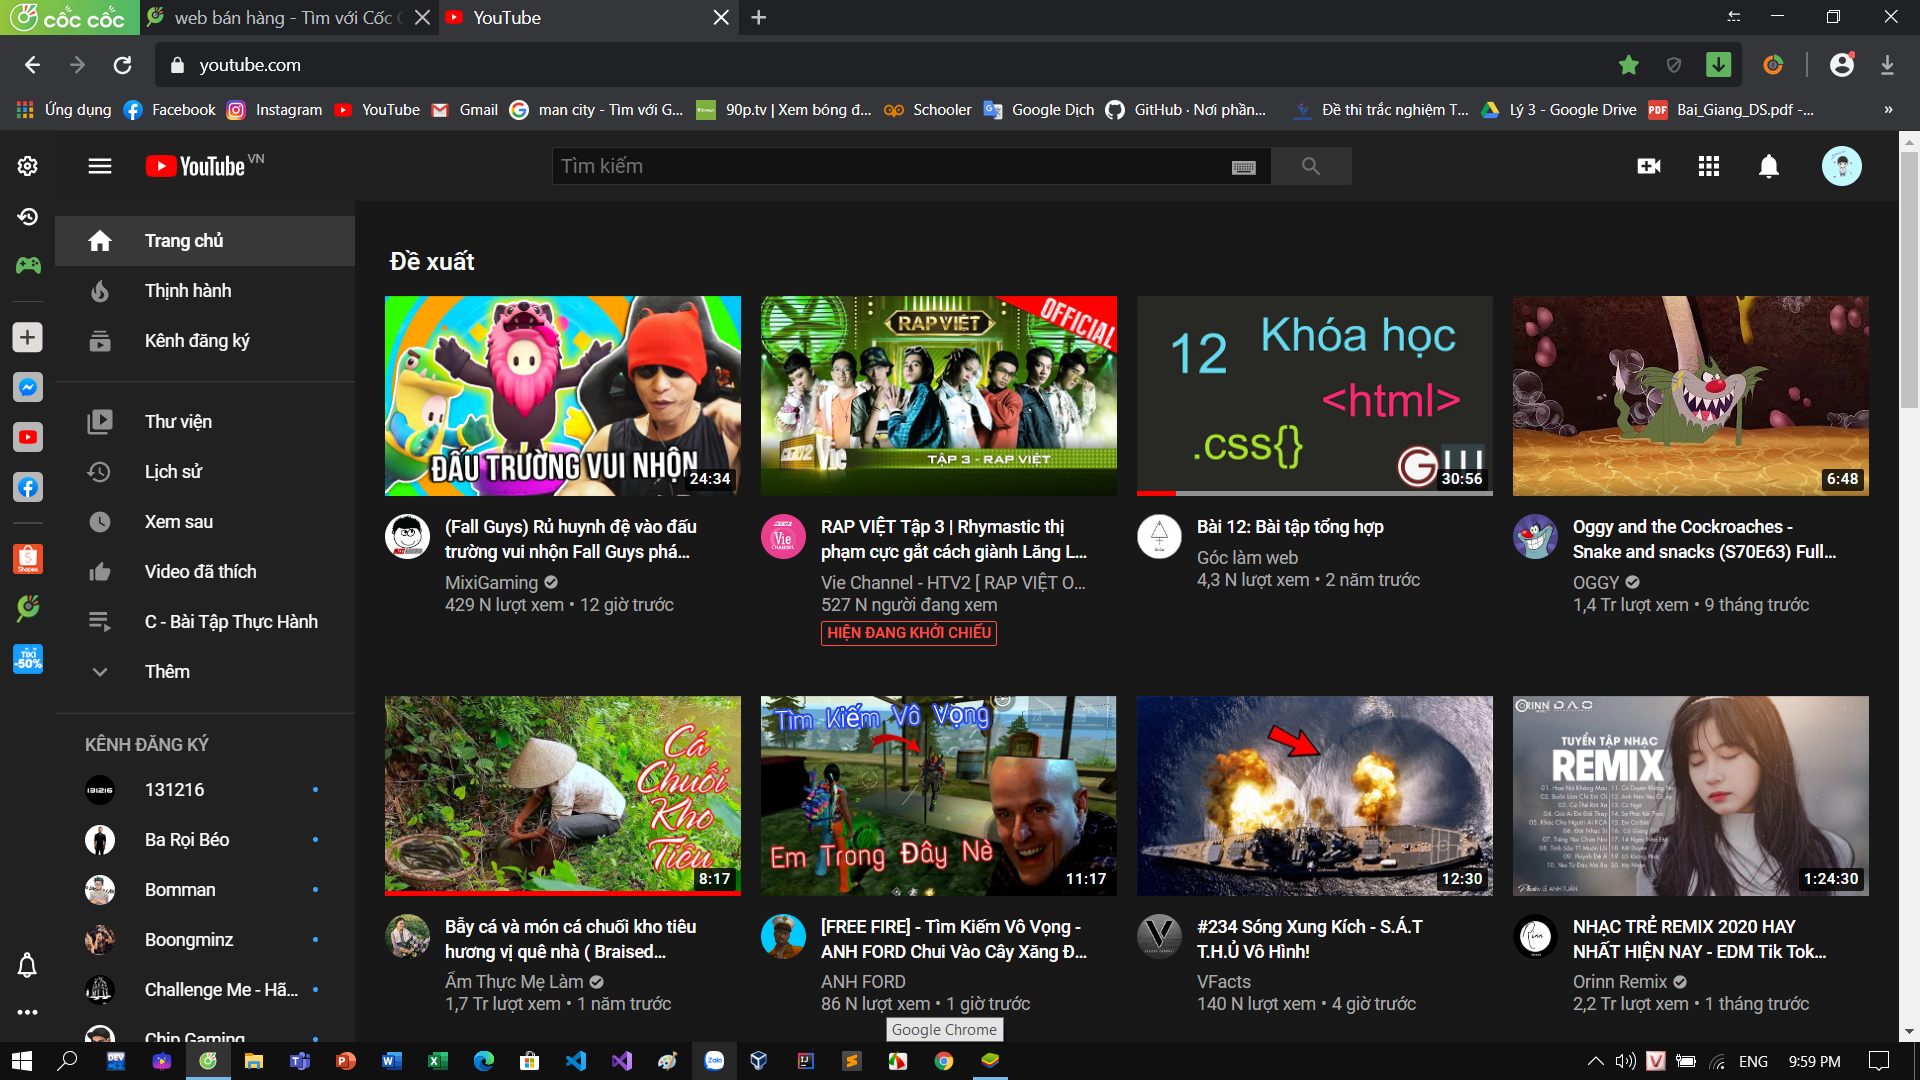 cốc cốc
web bán hàng - Tìm với Cốc C
YouTube
youtube.com
Ứng dụng
Facebook
Instagram
YouTube
Gmail
man city - Tìm với G...
90p.tv | Xem bóng đ...
Schooler
Google Dịch
GitHub · Nơi phần...
Đề thi trắc nghiệm T...
Lý 3 - Google Drive
PDF
Bai_Giang_DS.pdf -...
»
YouTube VN
Tìm kiếm
Trang chủ
Thịnh hành
Kênh đăng ký
Thư viện
Lịch sử
Xem sau
Video đã thích
C - Bài Tập Thực Hành
Thêm
KÊNH ĐĂNG KÝ
131216
Ba Rọi Béo
Bomman
Boongminz
Challenge Me - Hã...
Chip Gaming
Shopee
TIKI
-50%
Đề xuất
ĐẤU TRƯỜNG VUI NHỘN
24:34
(Fall Guys) Rủ huynh đệ vào đấu
trường vui nhộn Fall Guys phá...
MixiGaming
429 N lượt xem • 12 giờ trước
RAP VIỆT
OFFICIAL
HTV2 Vie
TẬP 3 - RAP VIỆT
RAP VIỆT Tập 3 | Rhymastic thị
phạm cực gắt cách giành Lăng L...
Vie Channel - HTV2 [ RAP VIỆT O...
527 N người đang xem
HIỆN ĐANG KHỞI CHIẾU
12
Khóa học
<html>
.css{}
30:56
Bài 12: Bài tập tổng hợp
Góc làm web
4,3 N lượt xem • 2 năm trước
6:48
Oggy and the Cockroaches -
Snake and snacks (S70E63) Full...
OGGY
1,4 Tr lượt xem • 9 tháng trước
Cá
Chuối
Kho
Tiêu
8:17
Bẫy cá và món cá chuối kho tiêu
hương vị quê nhà ( Braised...
Ẩm Thực Mẹ Làm
1,7 Tr lượt xem • 1 năm trước
Tìm Kiếm Vô Vọng
Em Trong Đây Nè
11:17
[FREE FIRE] - Tìm Kiếm Vô Vọng -
ANH FORD Chui Vào Cây Xăng Đ...
ANH FORD
86 N lượt xem • 1 giờ trước
12:30
#234 Sóng Xung Kích - S.Á.T
T.H.Ủ Vô Hình!
VFacts
140 N lượt xem • 4 giờ trước
ORINN DAO
TUYỂN TẬP NHẠC
REMIX
1:24:30
NHẠC TRẺ REMIX 2020 HAY
NHẤT HIỆN NAY - EDM Tik Tok...
Orinn Remix
2,2 Tr lượt xem • 1 tháng trước
Google Chrome
DEV
Zalo
ENG
9:59 PM